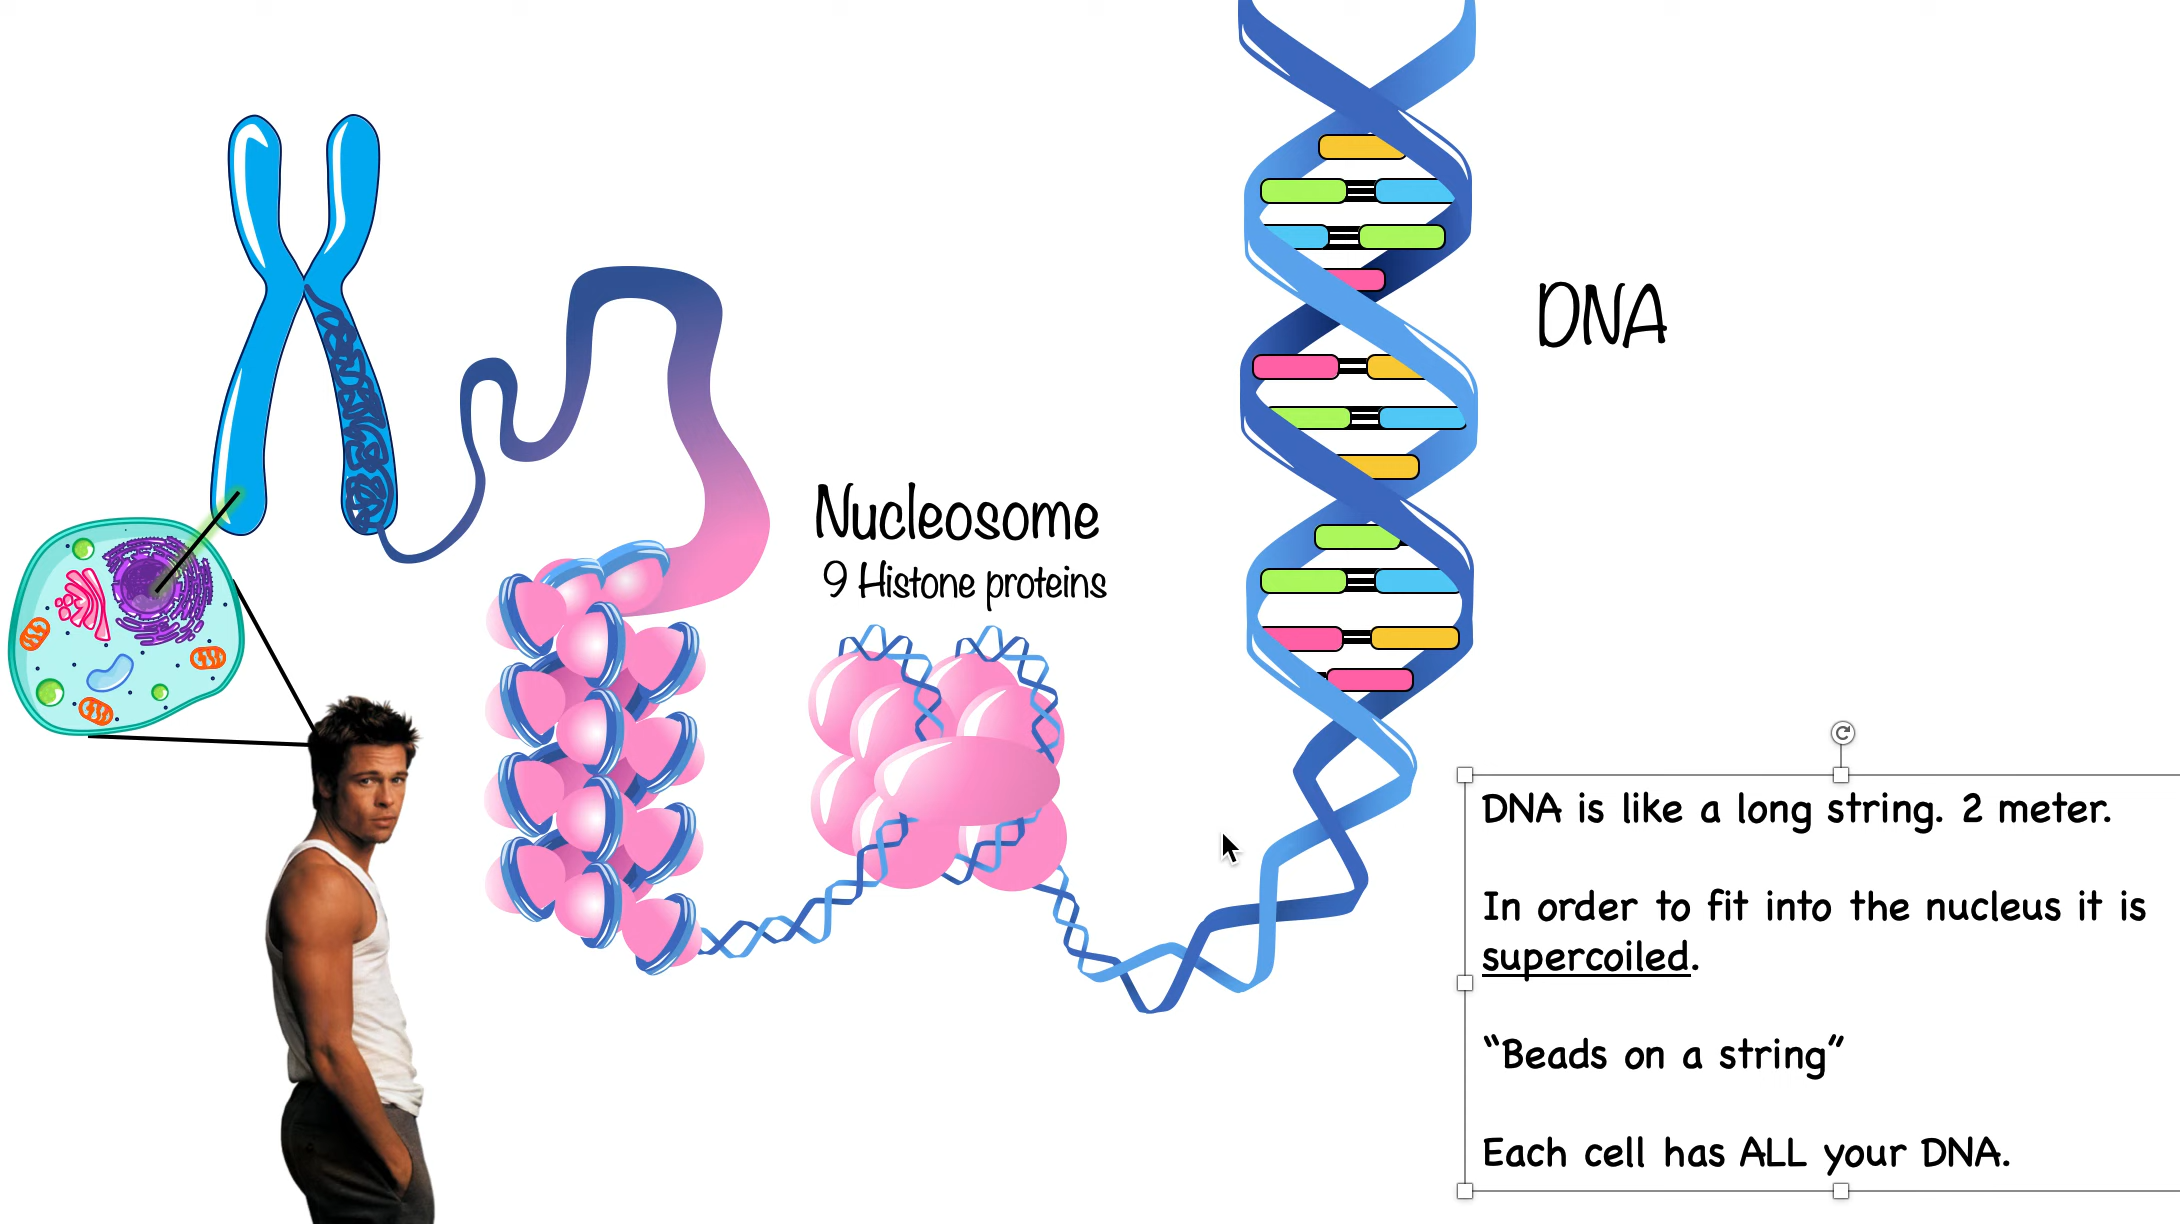 DNA
Nucleosome
9 Histone proteins
DNA is like a long string. 2 meter.
In order to fit into the nucleus it is
supercoiled.
“Beads on a string”
Each cell has ALL your DNA.